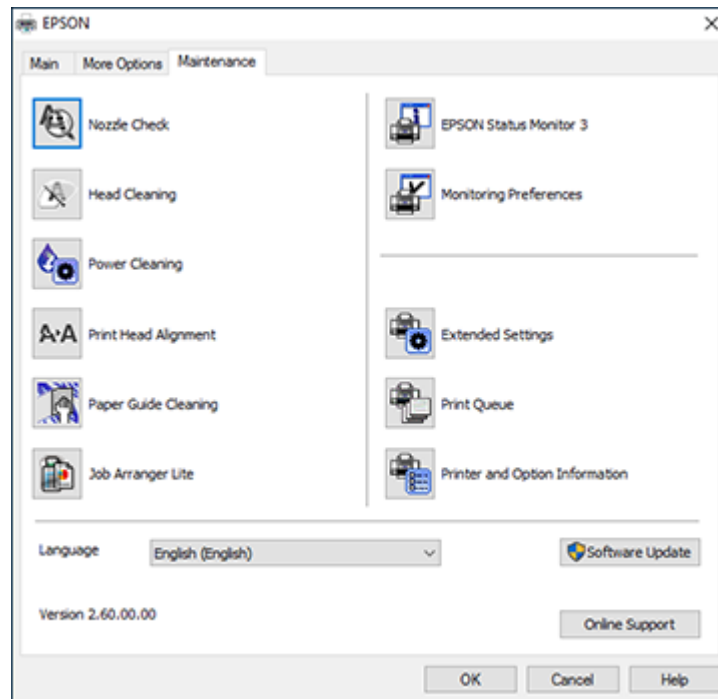 EPSON
Main More Options Maintenance
Nozzle Check
Head Cleaning
Power Cleaning
A·A Print Head Alignment
Paper Guide Cleaning
Job Arranger Lite
EPSON Status Monitor 3
Monitoring Preferences
Extended Settings
Print Queue
Printer and Option Information
Language English (English) Software Update
Version 2.60.00.00
Online Support
OK Cancel Help